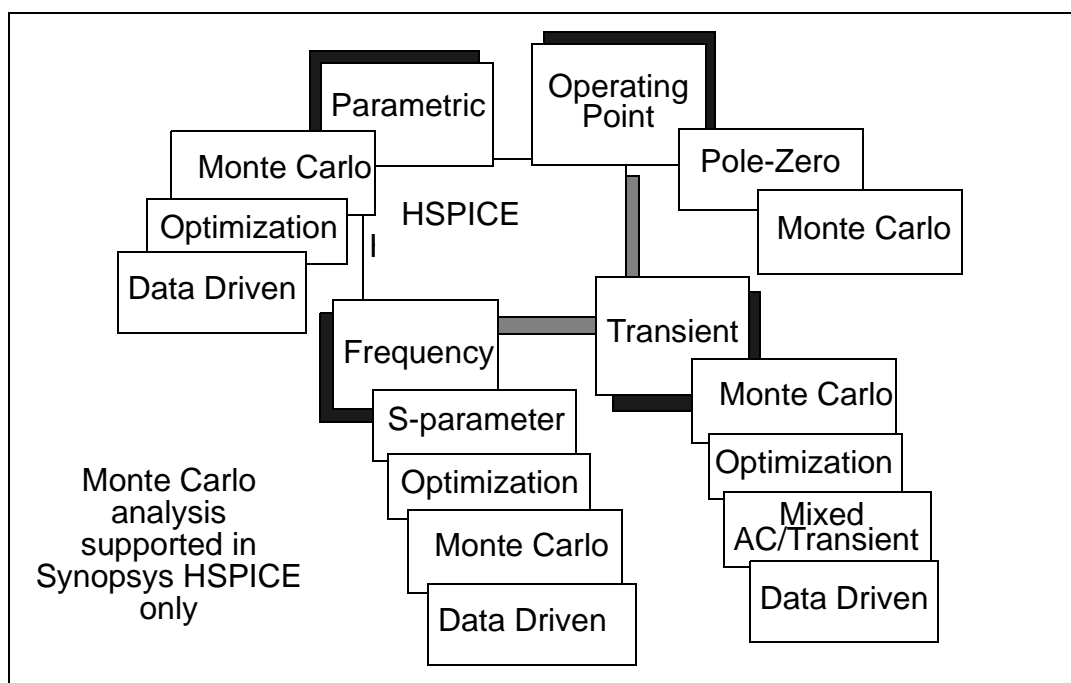 Parametric
Monte Carlo
Optimization
Data Driven
Operating
Point
Pole-Zero
Monte Carlo
HSPICE
Frequency
S-parameter
Optimization
Monte Carlo
Data Driven
Transient
Monte Carlo
Optimization
Mixed
AC/Transient
Data Driven
Monte Carlo
analysis
supported in
Synopsys HSPICE
only